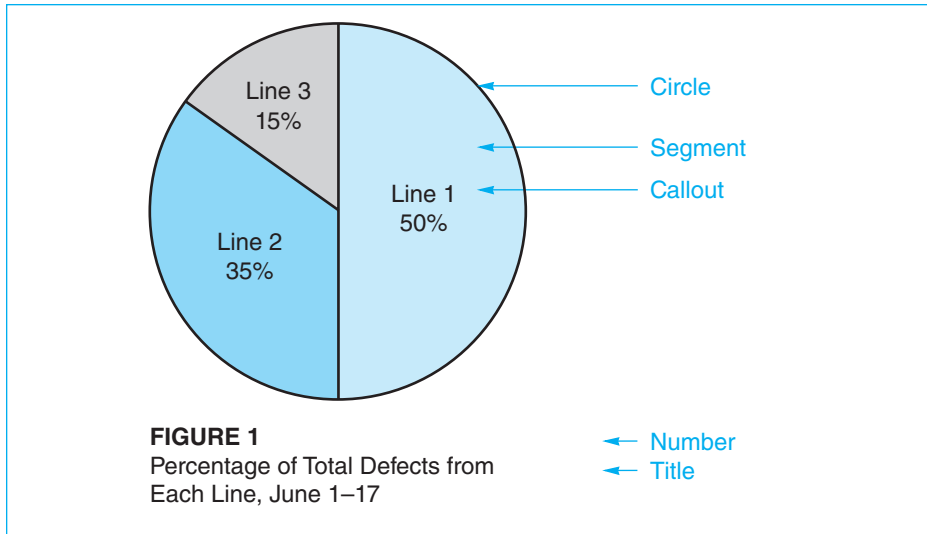 Line 3
15%
Circle
Segment
Callout
Line 1
50%
Line 2
35%
FIGURE 1
Percentage of Total Defects from
Each Line, June 1–17
Number
Title